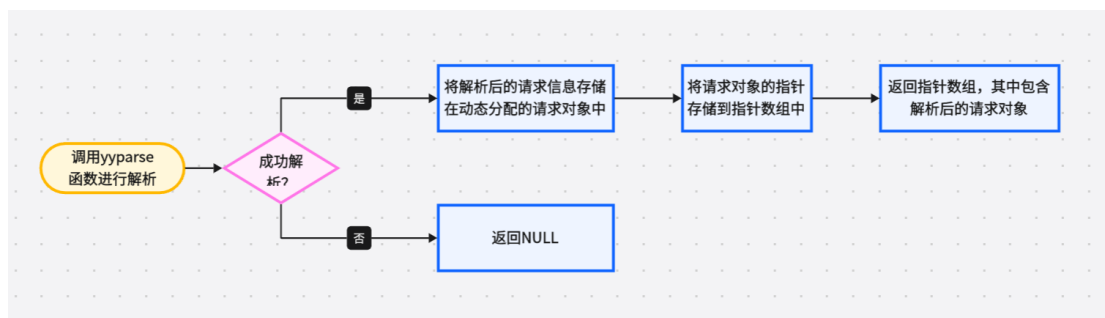 调用yyparse
函数进行解析
成功解
析?
是
将解析后的请求信息存储
在动态分配的请求对象中
将请求对象的指针
存储到指针数组中
返回指针数组，其中包含
解析后的请求对象
否
返回NULL